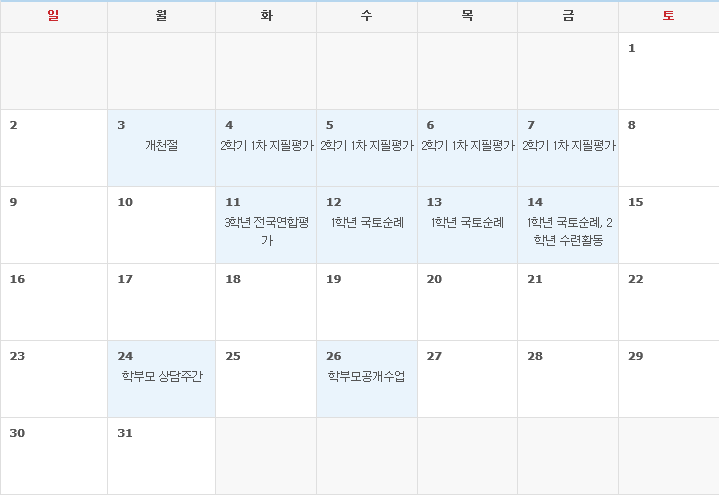 일 월 화 수 목 금 토
1
2 3 4 5 6 7 8
개천절 2학기 1차 지필평가 2학기 1차 지필평가 2학기 1차 지필평가 2학기 1차 지필평가
9 10 11 12 13 14 15
3학년 전국연합평 1학년 국토순례 1학년 국토순례 1학년 국토순례, 2
가 학년 수련활동
16 17 18 19 20 21 22
23 24 25 26 27 28 29
학부모 상담주간 학부모공개수업
30 31